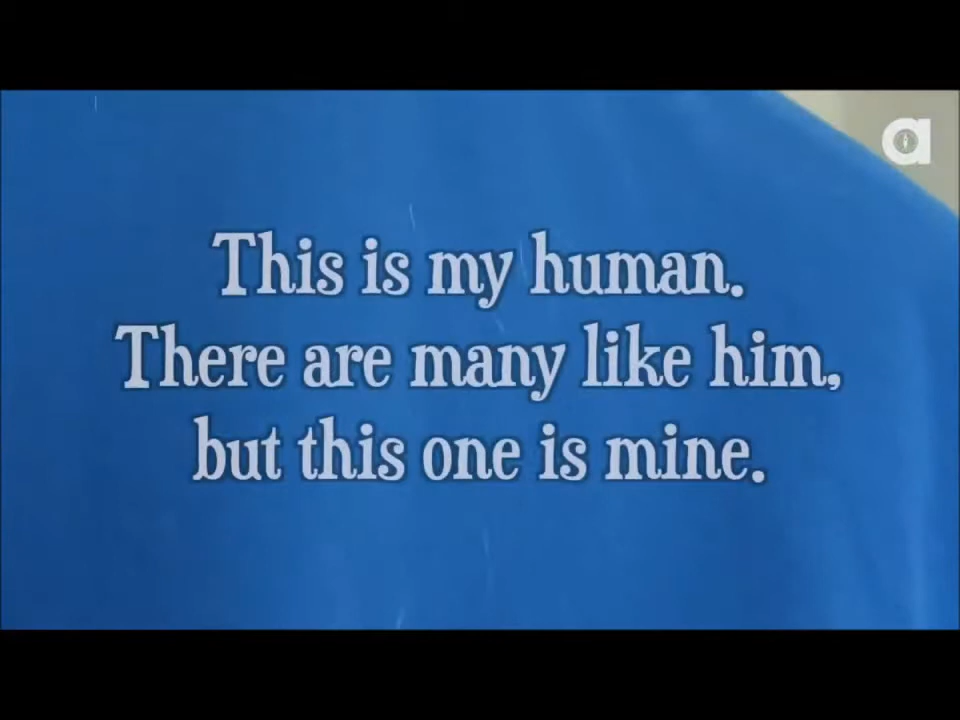 This is my human.
There are many like him,
but this one is mine.
a